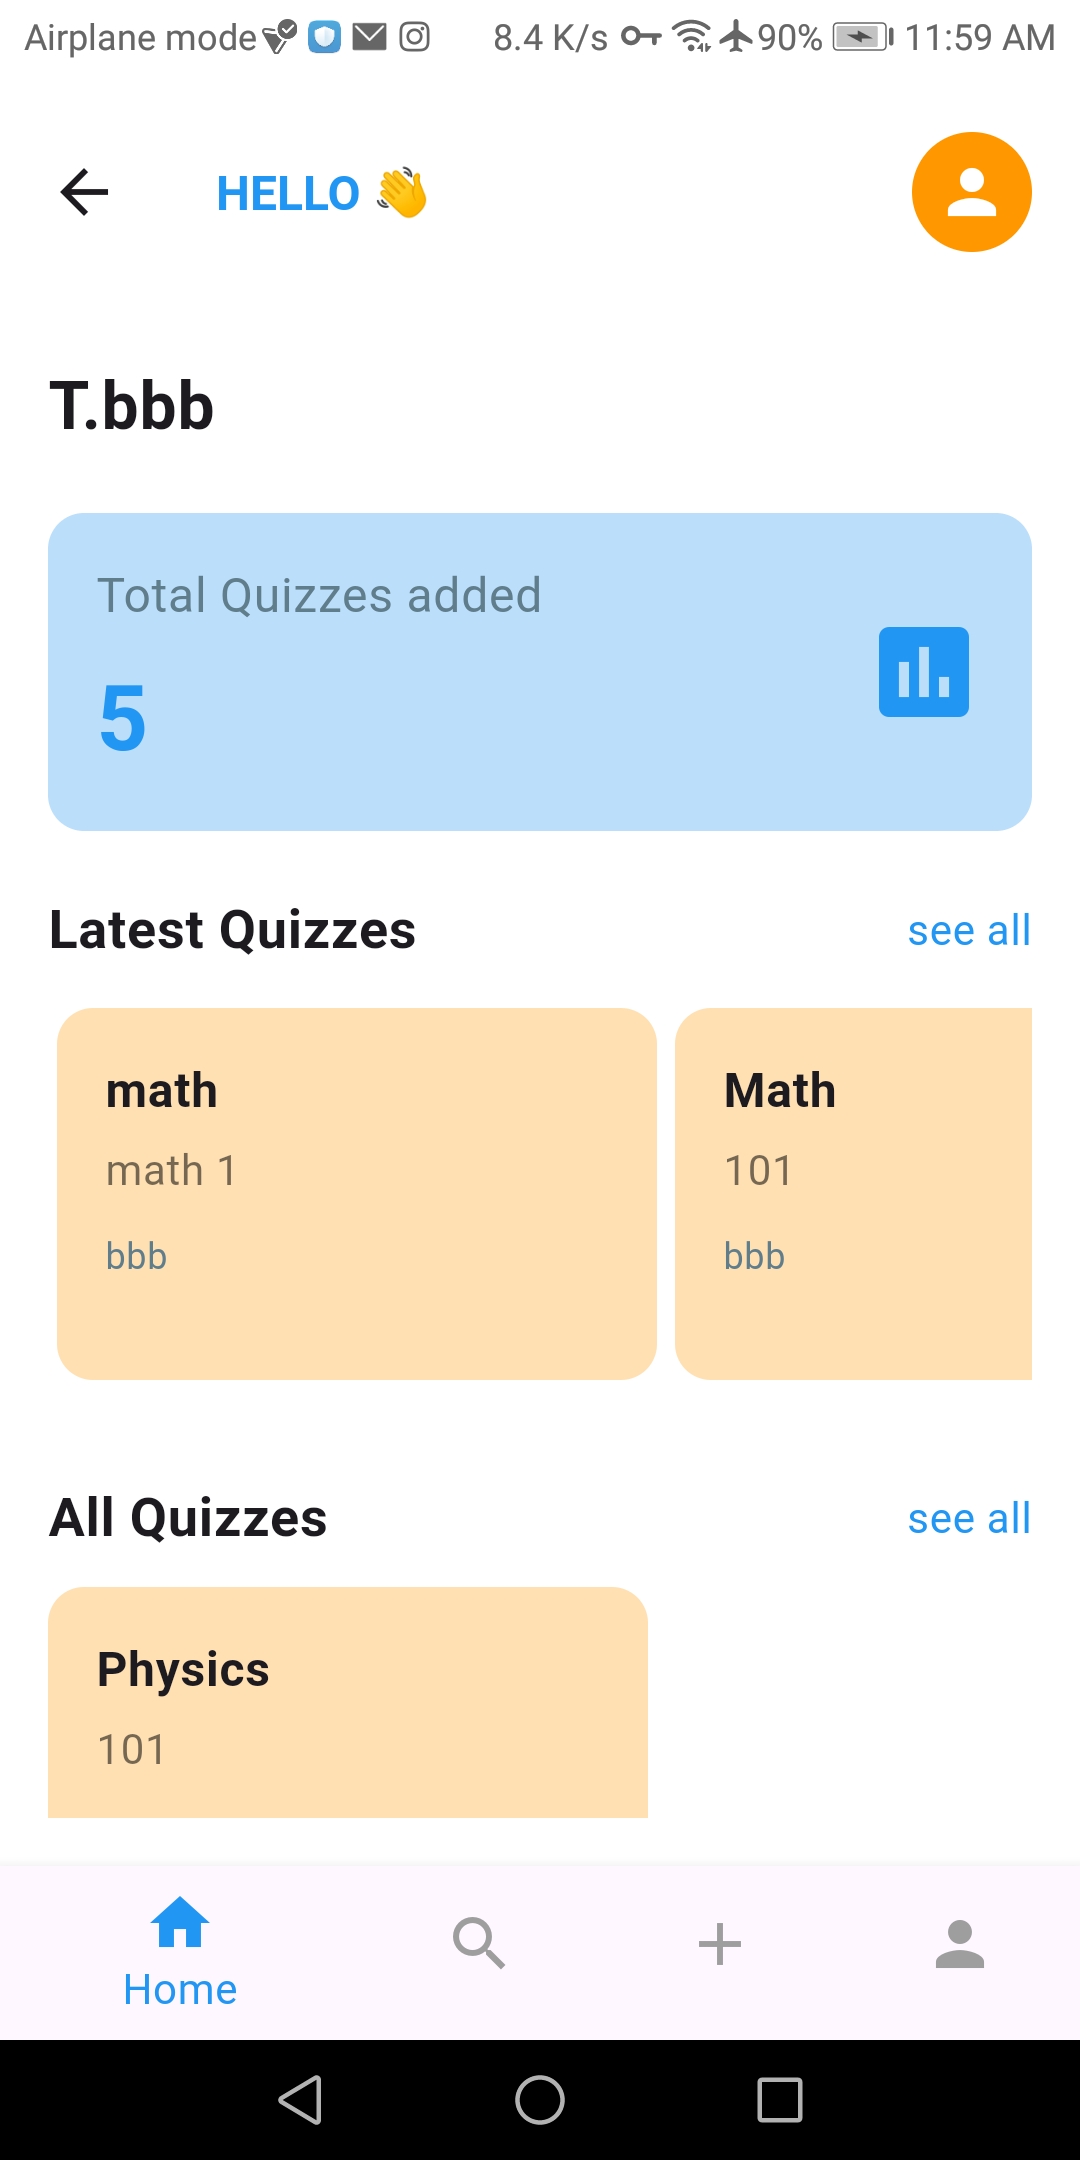 Airplane mode 8.4 K/s 90% 11:59 AM
HELLO 👋
T.bbb
Total Quizzes added
5
Latest Quizzes see all
math Math
math 1 101
bbb bbb
All Quizzes see all
Physics
101
Home